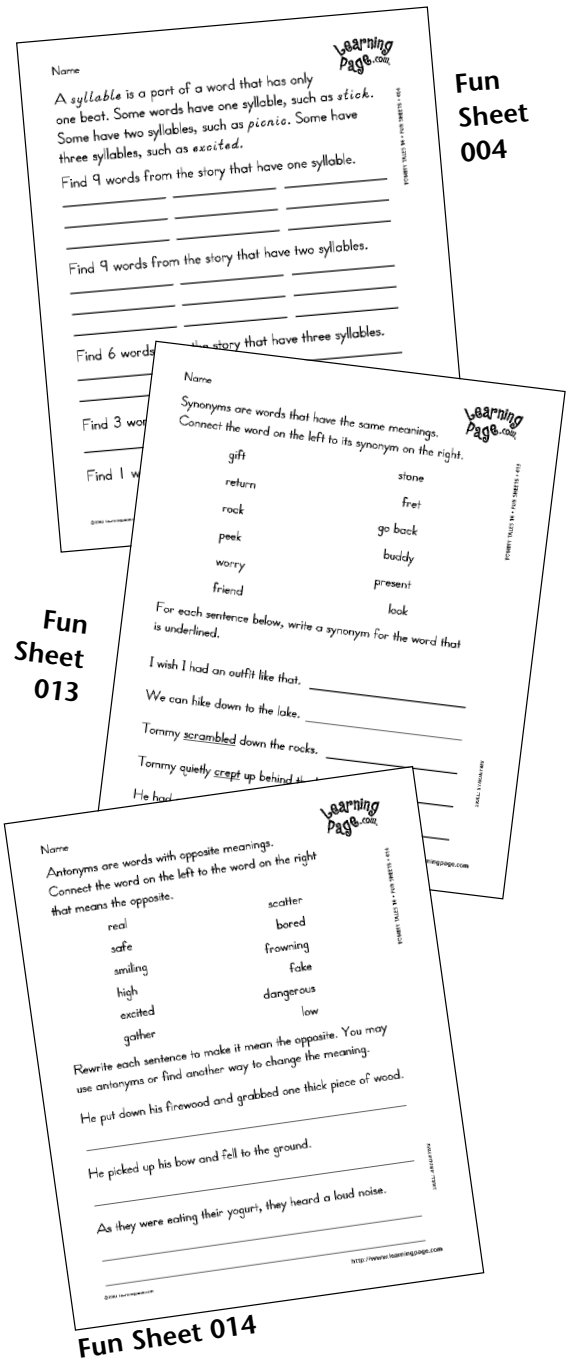 Name
Learning
Page.com
A syllable is a part of a word that has only
one beat. Some words have one syllable, such as stick.
Some have two syllables, such as picnic. Some have
three syllables, such as excited.
Find 9 words from the story that have one syllable.
Find 9 words from the story that have two syllables.
Find 6 words the story that have three syllables.
Find 3 wor
Find 1 w
Fun
Sheet
004
Name
Learning
Page.com
Synonyms are words that have the same meanings.
Connect the word on the left to its synonym on the right.
gift stone
return fret
rock go back
peek buddy
worry present
friend look
For each sentence below, write a synonym for the word that
is underlined.
I wish I had an outfit like that.
We can hike down to the lake.
Tommy scrambled down the rocks.
Tommy quietly crept up behind
He had
rningpage.com
Fun
Sheet
013
Name
Learning
Page.com
Antonyms are words with opposite meanings.
Connect the word on the left to the word on the right
that means the opposite.
real scatter
safe bored
smiling frowning
high fake
excited dangerous
gather low
Rewrite each sentence to make it mean the opposite. You may
use antonyms or find another way to change the meaning.
He put down his firewood and grabbed one thick piece of wood.
He picked up his bow and fell to the ground.
As they were eating their yogurt, they heard a loud noise.
http://www.learningpage.com
Fun Sheet 014